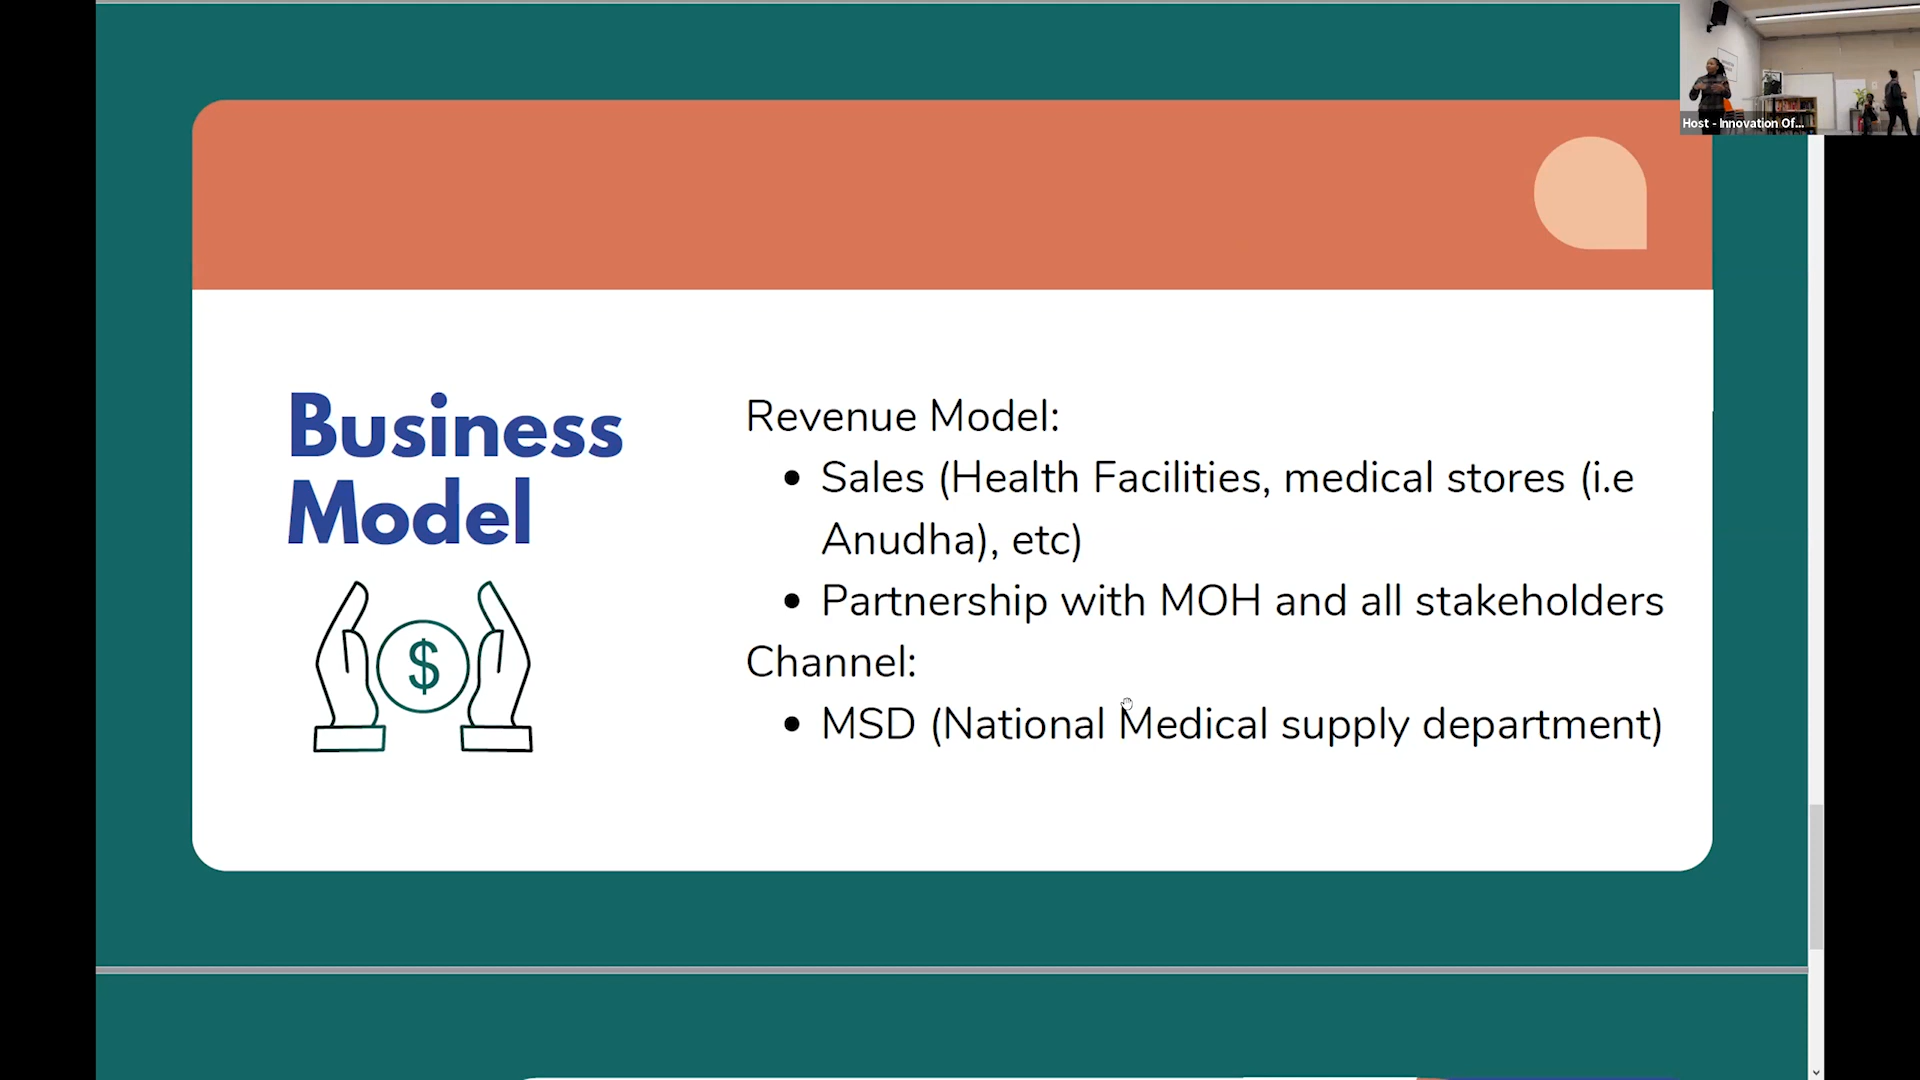 Host - Innovation Of...
Business
Model
$
Revenue Model:
• Sales (Health Facilities, medical stores (i.e
Anudha), etc)
• Partnership with MOH and all stakeholders
Channel:
• MSD (National Medical supply department)